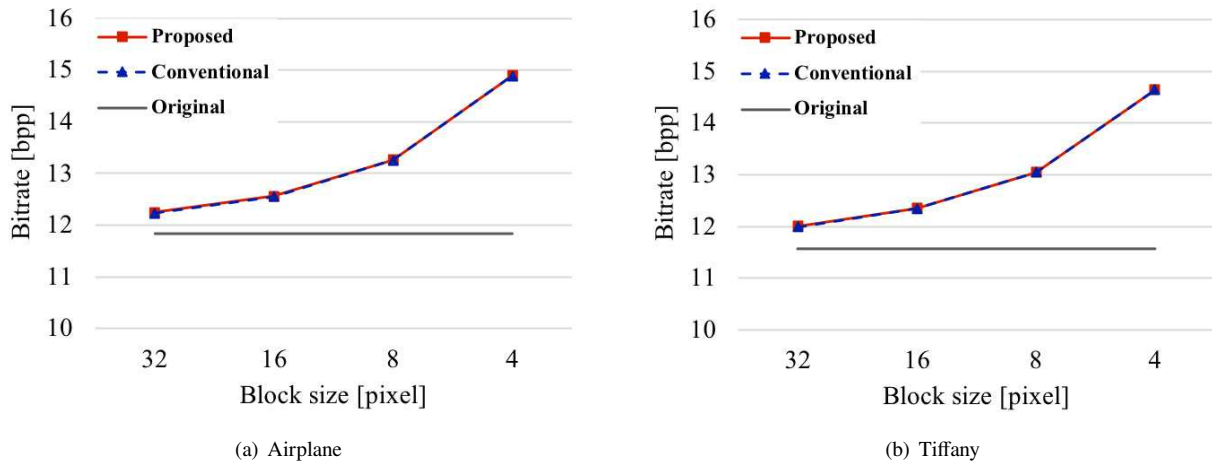 16
15
14
13
12
11
10
Bitrate [bpp]
Proposed
Conventional
Original
32 16 8 4
Block size [pixel]
(a) Airplane
16
15
14
13
12
11
10
Bitrate [bpp]
Proposed
Conventional
Original
32 16 8 4
Block size [pixel]
(b) Tiffany